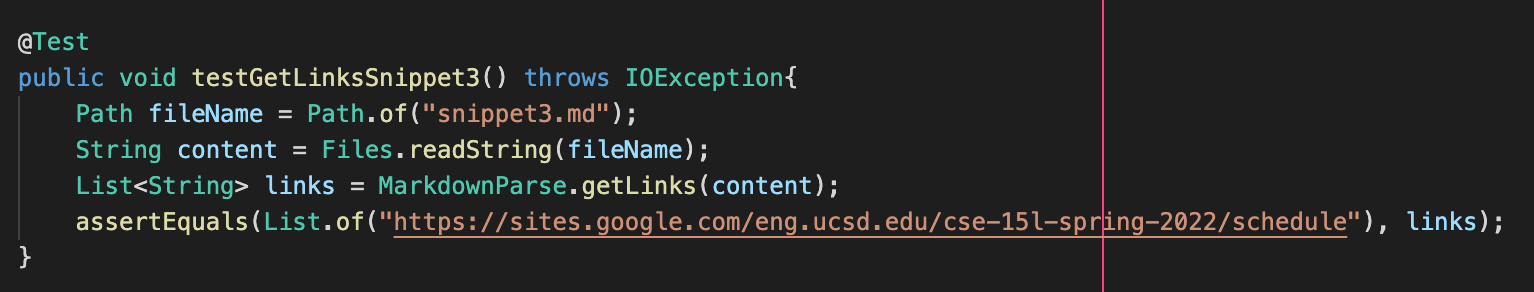 @Test
public void testGetLinksSnippet3() throws IOException{
    Path fileName = Path.of("snippet3.md");
    String content = Files.readString(fileName);
    List<String> links = MarkdownParse.getLinks(content);
    assertEquals(List.of("https://sites.google.com/eng.ucsd.edu/cse-15l-spring-2022/schedule"), links);
}